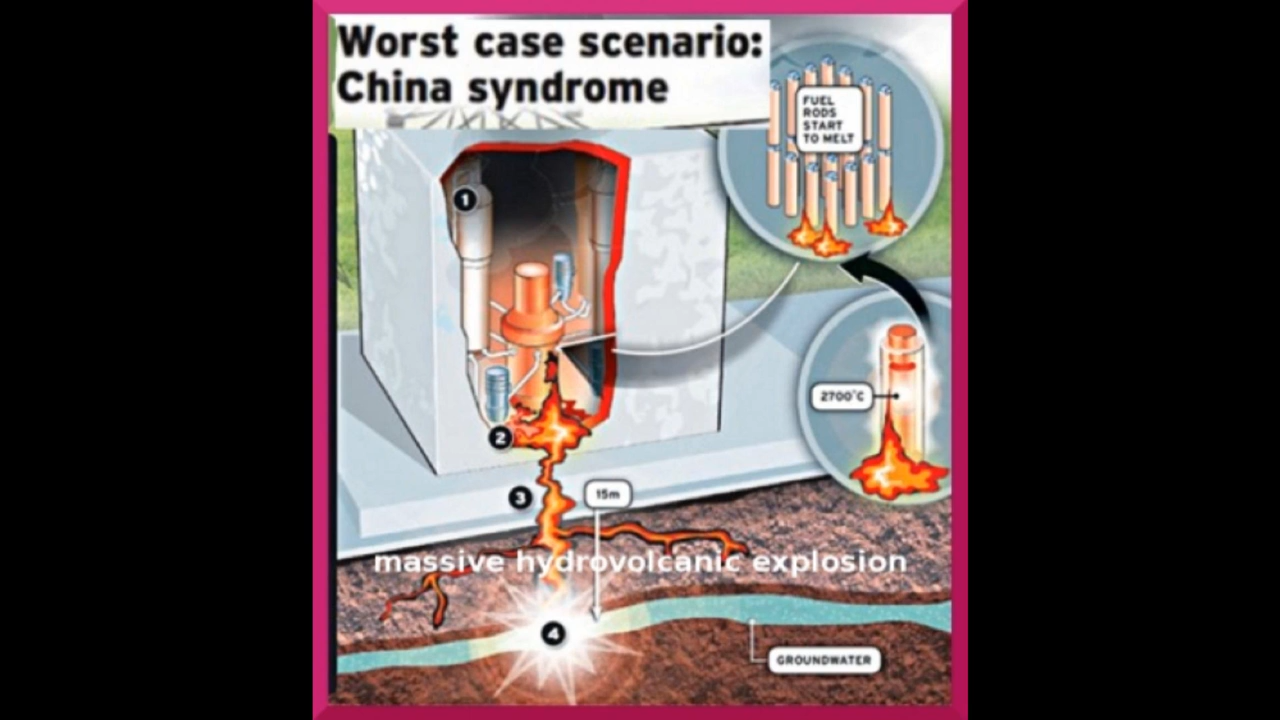 Worst case scenario:
China syndrome
FUEL
RODS
START
TO MELT
1
2700°C
2
3
15m
massive hydrovolcanic explosion
4
GROUNDWATER